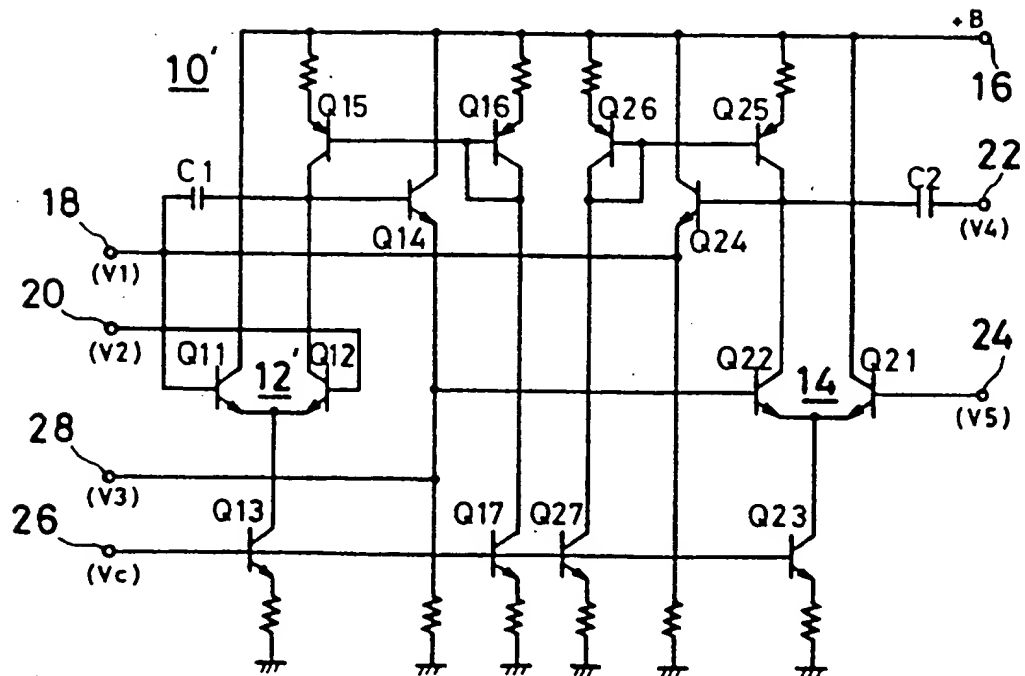 +B
10'
16
Q15
Q16
Q26
Q25
C1
22
18
C2
(V4)
Q14
Q24
(V1)
20
(V2)
Q11
12'
Q12
Q22
14
Q21
24
(V5)
28
(V3)
Q13
Q17
Q27
Q23
26
(Vc)